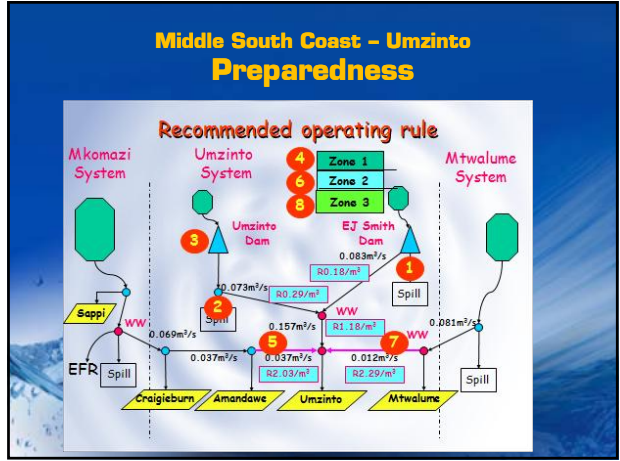 Middle South Coast – Umzinto
Preparedness
Recommended operating rule
Mkomazi
System
Umzinto
System
4
Zone 1
6
Zone 2
8
Zone 3
Mtwalume
System
Umzinto
Dam
3
EJ Smith
Dam
1
0.083m³/s
R0.18/m³
Spill
0.073m³/s
R0.29/m³
2
Spill
WW
R1.18/m³
0.157m³/s
Sappi
WW
0.069m³/s
0.081m³/s
5
7
WW
EFR
Spill
0.037m³/s
0.037m³/s
0.012m³/s
R2.03/m³
R2.29/m³
Spill
Craigieburn
Amandawe
Umzinto
Mtwalume